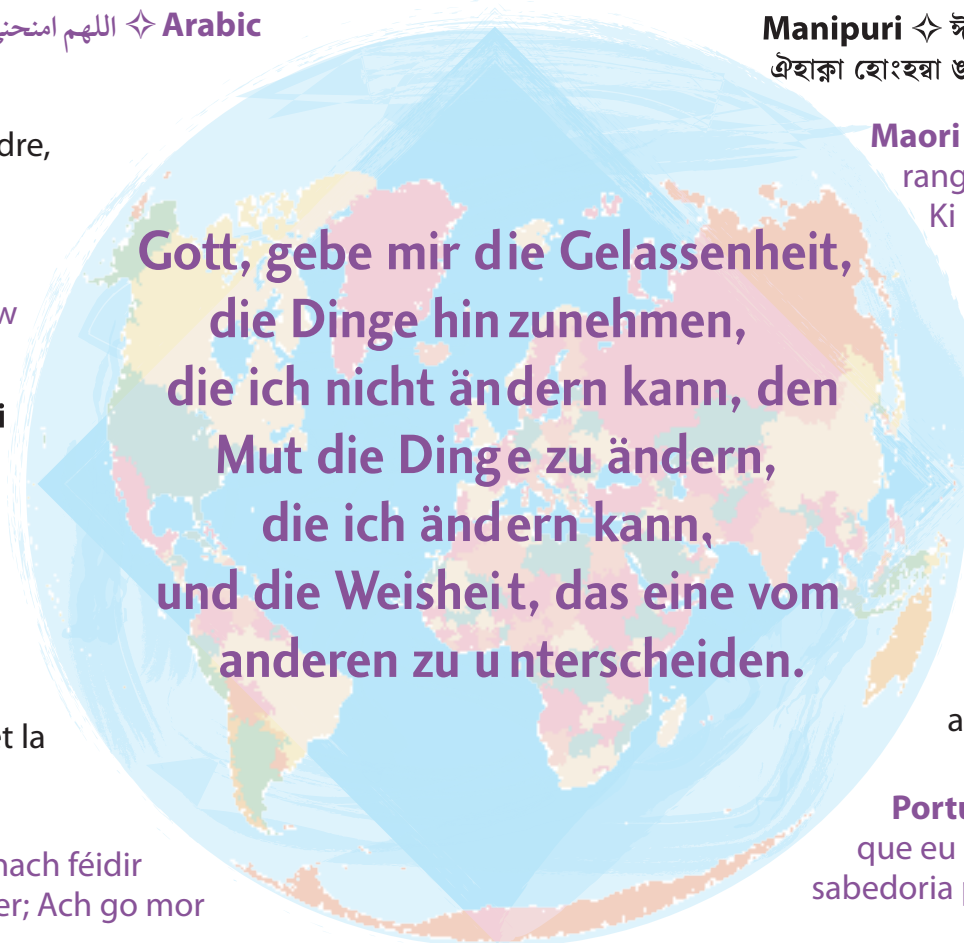 Arabic ✧ اللهم امنحني
Manipuri ✧ ঈ
ঐহাক্না হোংহন্বা ঙ
dre,
Maori
rang
Ki
w
i
Gott, gebe mir die Gelassenheit,
die Dinge hinzunehmen,
die ich nicht ändern kann, den
Mut die Dinge zu ändern,
die ich ändern kann,
und die Weisheit, das eine vom
anderen zu unterscheiden.
t la
nach féidir
er; Ach go mor
a
Portu
que eu
sabedoria p